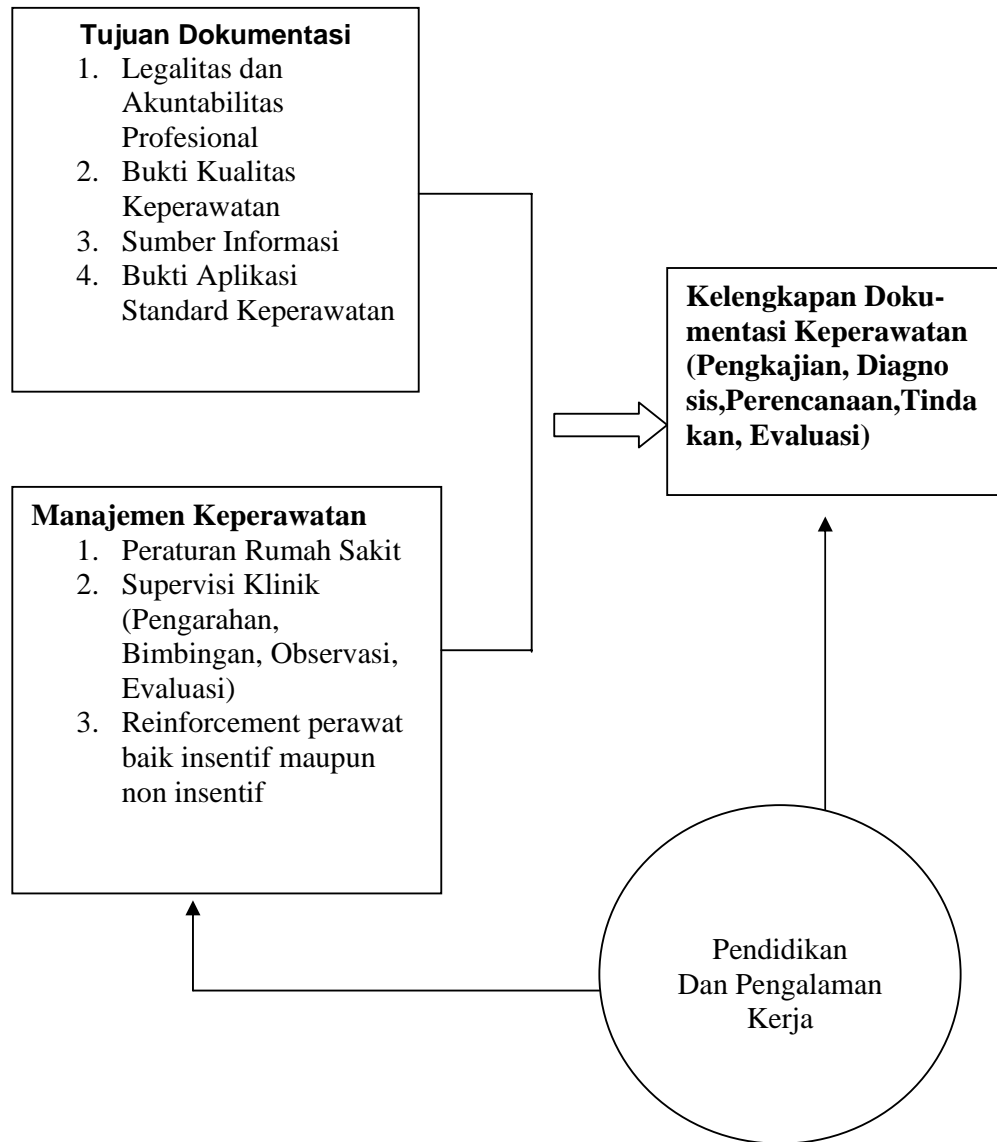 Tujuan Dokumentasi
1. Legalitas dan
Akuntabilitas
Profesional
2. Bukti Kualitas
Keperawatan
3. Sumber Informasi
4. Bukti Aplikasi
Standard Keperawatan
Kelengkapan Doku-
mentasi Keperawatan
(Pengkajian, Diagno
sis,Perencanaan,Tinda
kan, Evaluasi)
Manajemen Keperawatan
1. Peraturan Rumah Sakit
2. Supervisi Klinik
(Pengarahan,
Bimbingan, Observasi,
Evaluasi)
3. Reinforcement perawat
baik insentif maupun
non insentif
Pendidikan
Dan Pengalaman
Kerja